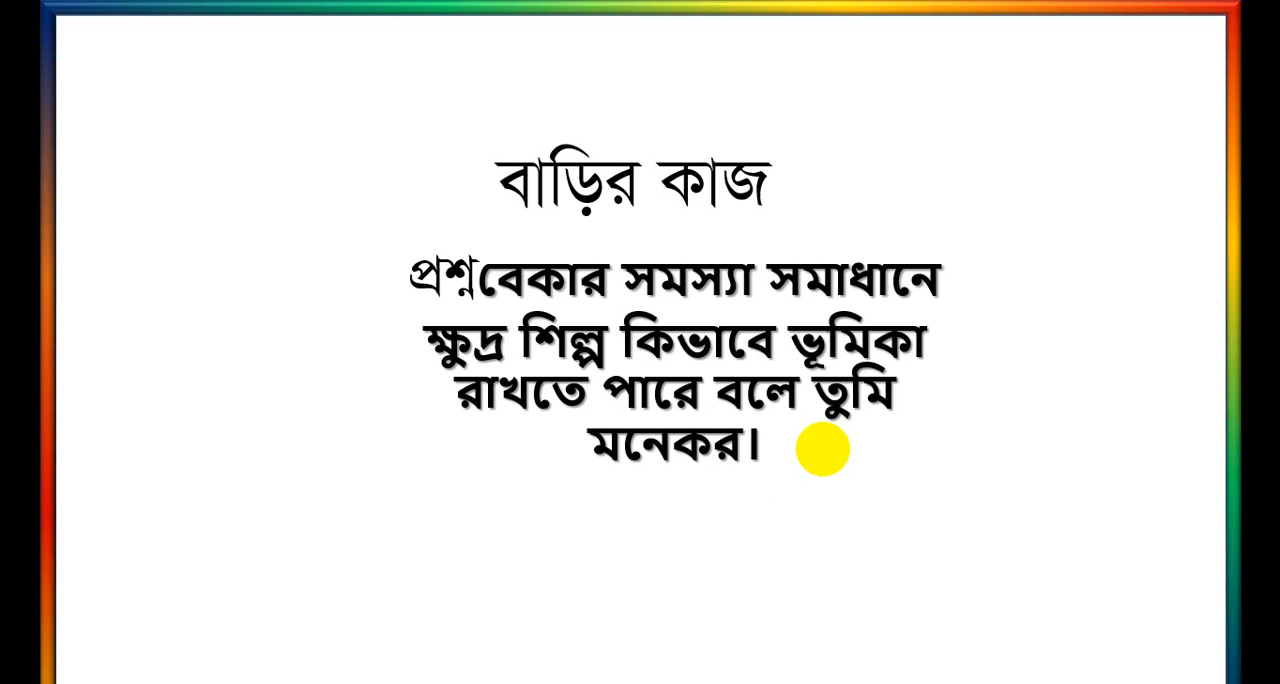 বাড়ির কাজ
প্রশ্নবেকার সমস্যা সমাধানে
ক্ষুদ্র শিল্প কিভাবে ভূমিকা
রাখতে পারে বলে তুমি
মনেকর।